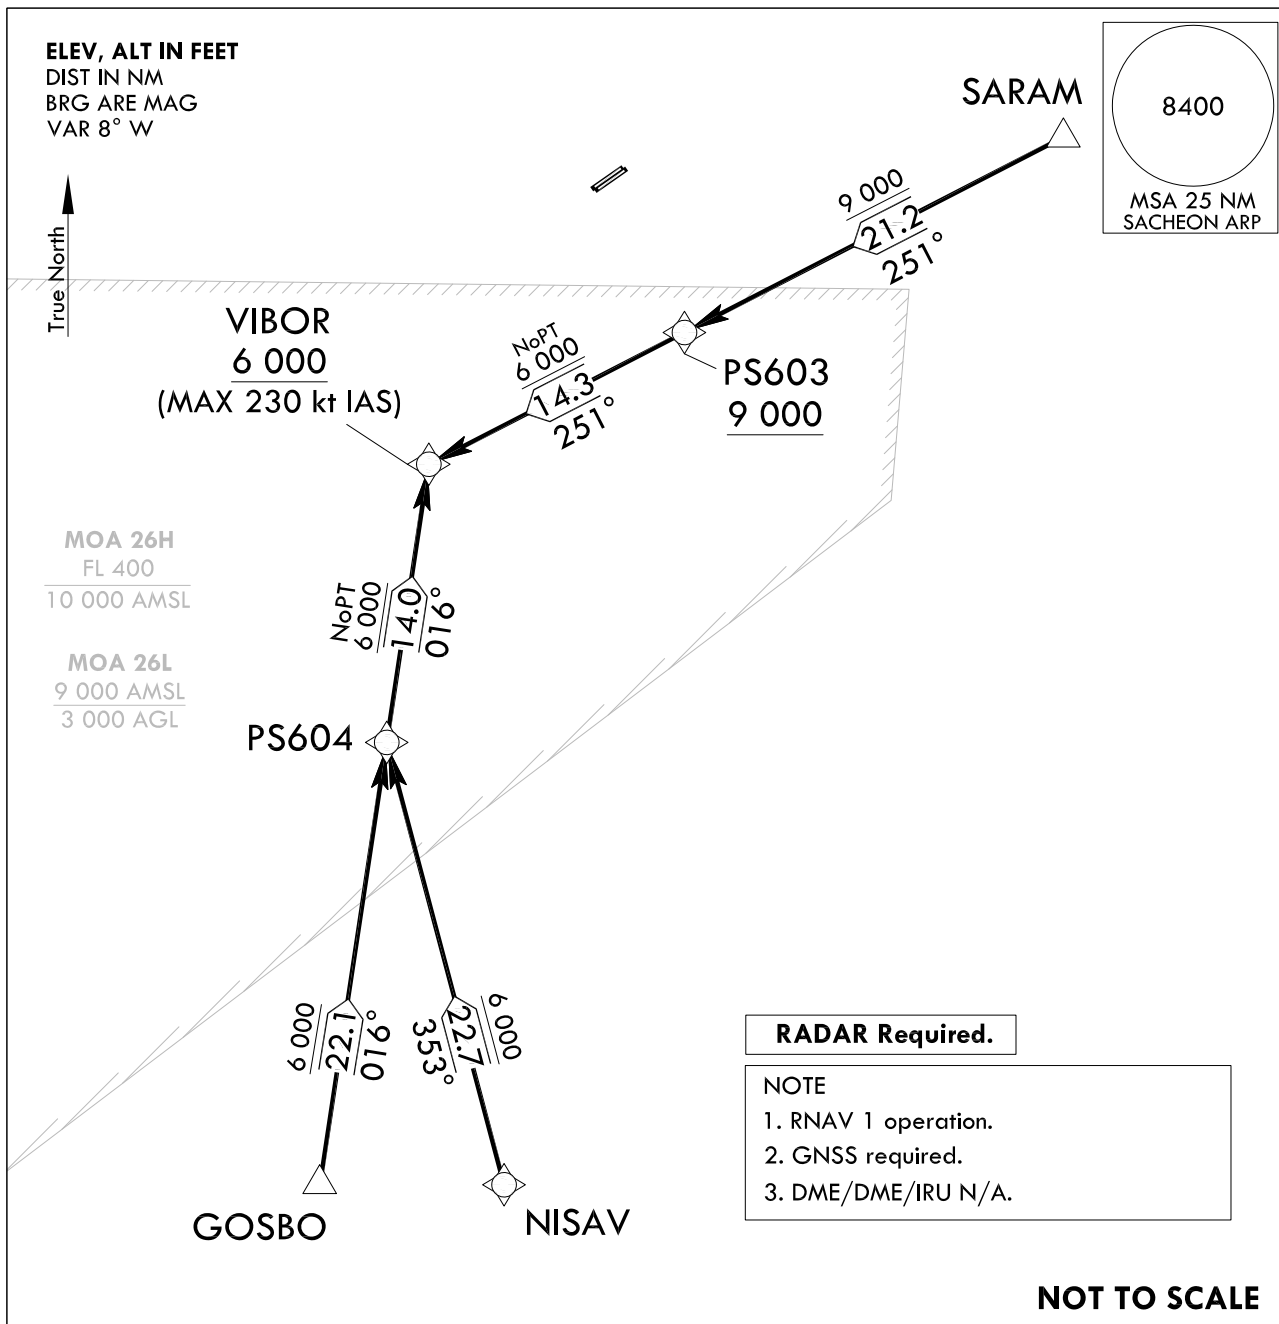 ELEV, ALT IN FEET
DIST IN NM
BRG ARE MAG
VAR 8° W
True North
SARAM
8400
MSA 25 NM
SACHEON ARP
9 000
21.2
251°
VIBOR
6 000
(MAX 230 kt IAS)
NoPT
6 000
14.3
251°
PS603
9 000
MOA 26H
FL 400
10 000 AMSL
MOA 26L
9 000 AMSL
3 000 AGL
NoPT
6 000
14.0
016°
PS604
6 000
22.1
016°
6 000
22.7
353°
GOSBO
NISAV
RADAR Required.
NOTE
1. RNAV 1 operation.
2. GNSS required.
3. DME/DME/IRU N/A.
NOT TO SCALE